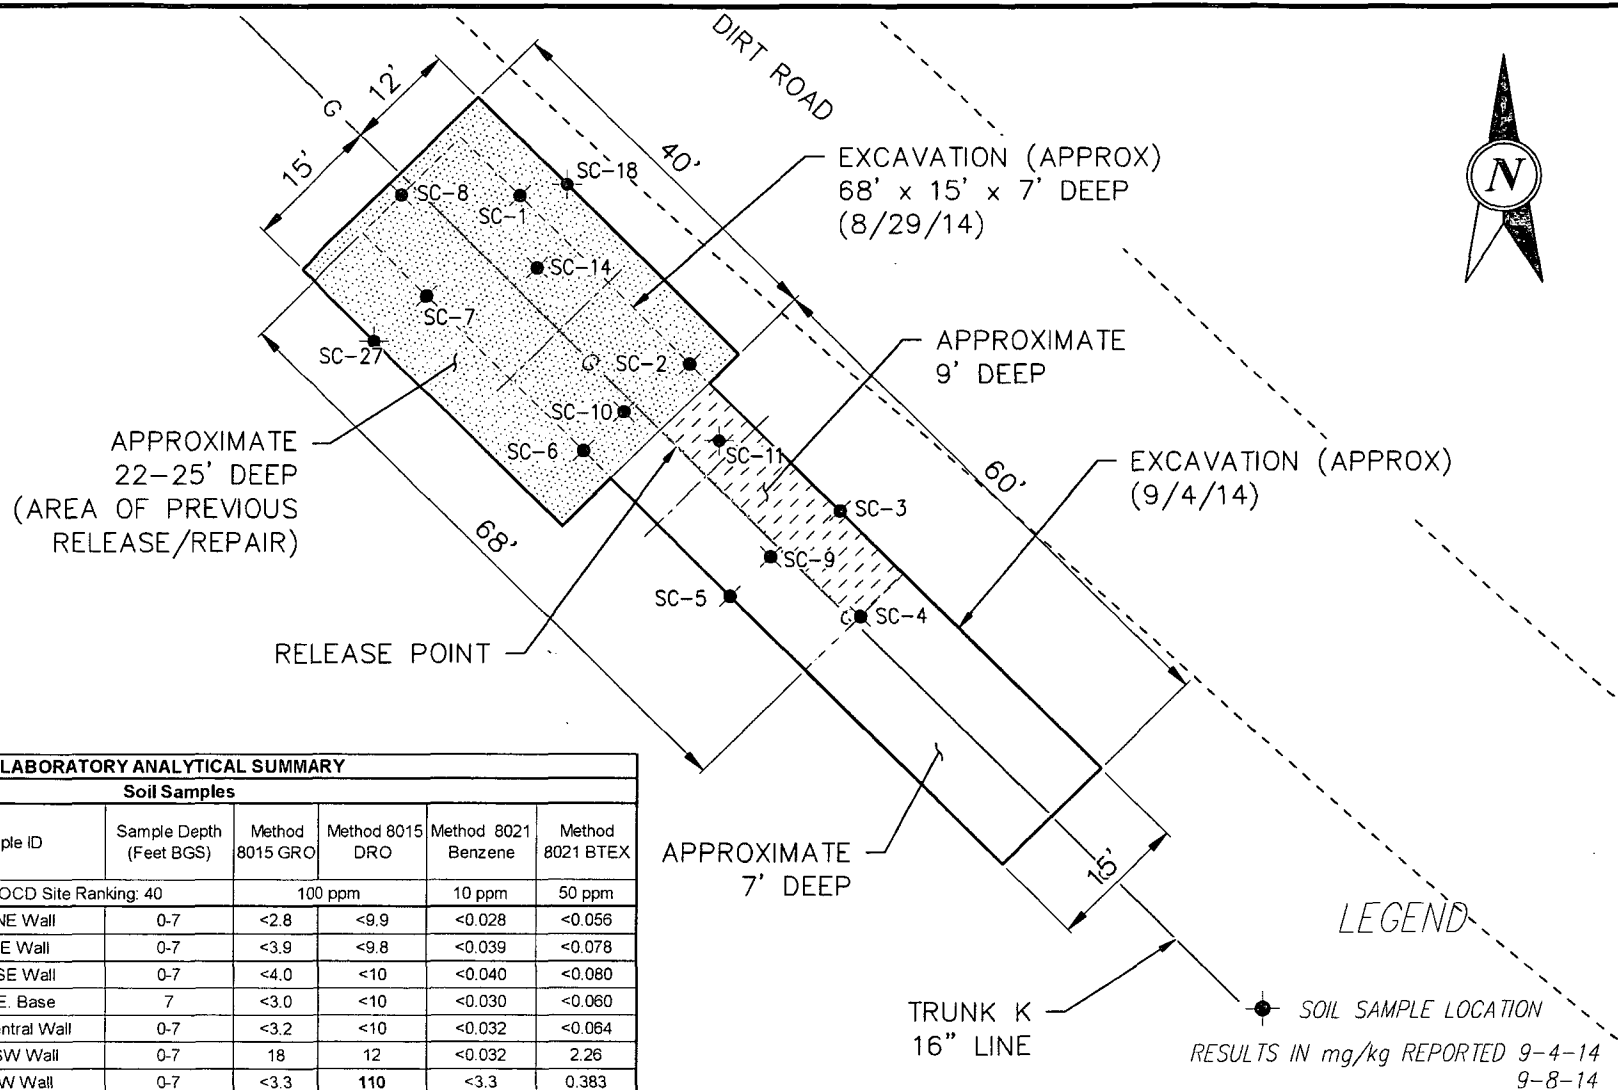 DIRT ROAD
G
12'
15'
40'
EXCAVATION (APPROX)
68' x 15' x 7' DEEP
(8/29/14)
N
SC-8
SC-1
SC-18
SC-14
SC-7
SC-27
G
SC-2
APPROXIMATE
9' DEEP
SC-10
SC-6
SC-11
APPROXIMATE
22-25' DEEP
(AREA OF PREVIOUS
RELEASE/REPAIR)
68'
60'
EXCAVATION (APPROX)
(9/4/14)
SC-3
SC-9
SC-5
G
SC-4
RELEASE POINT
APPROXIMATE
7' DEEP
15'
TRUNK K
16" LINE
LEGEND
SOIL SAMPLE LOCATION
RESULTS IN mg/kg REPORTED 9-4-14
9-8-14
LABORATORY ANALYTICAL SUMMARY
Soil Samples
ple ID Sample Depth (Feet BGS) Method 8015 GRO Method 8015 DRO Method 8021 Benzene Method 8021 BTEX
OCD Site Ranking: 40 100 ppm 10 ppm 50 ppm
NE Wall 0-7 <2.8 <9.9 <0.028 <0.056
E Wall 0-7 <3.9 <9.8 <0.039 <0.078
SE Wall 0-7 <4.0 <10 <0.040 <0.080
E. Base 7 <3.0 <10 <0.030 <0.060
entral Wall 0-7 <3.2 <10 <0.032 <0.064
SW Wall 0-7 18 12 <0.032 2.26
W Wall 0-7 <3.3 110 <3.3 0.383